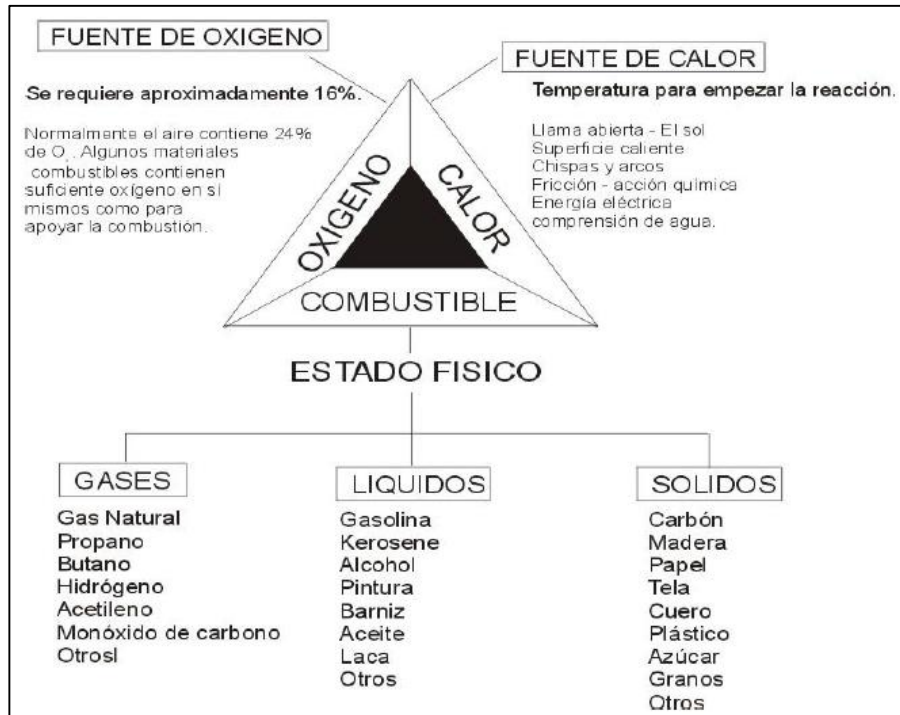 FUENTE DE OXIGENO
Se requiere aproximadamente 16%.
Normalmente el aire contiene 24%
de O₂. Algunos materiales
combustibles contienen
suficiente oxígeno en sí
mismos como para
apoyar la combustión.
FUENTE DE CALOR
Temperatura para empezar la reacción.
Llama abierta - El sol
Superficie caliente
Chispas y arcos
Fricción - acción química
Energía eléctrica
comprensión de agua.
OXIGENO
CALOR
COMBUSTIBLE
ESTADO FISICO
GASES
Gas Natural
Propano
Butano
Hidrógeno
Acetileno
Monóxido de carbono
Otrosl
LIQUIDOS
Gasolina
Kerosene
Alcohol
Pintura
Barniz
Aceite
Laca
Otros
SOLIDOS
Carbón
Madera
Papel
Tela
Cuero
Plástico
Azúcar
Granos
Otros